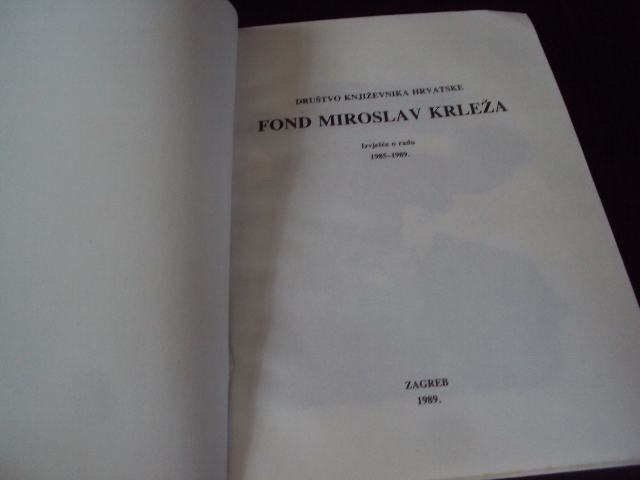 DRUŠTVO KNJIŽEVNIKA HRVATSKE
FOND MIROSLAV KRLEŽA
Izvješće o radu
1985–1989.
ZAGREB
1989.